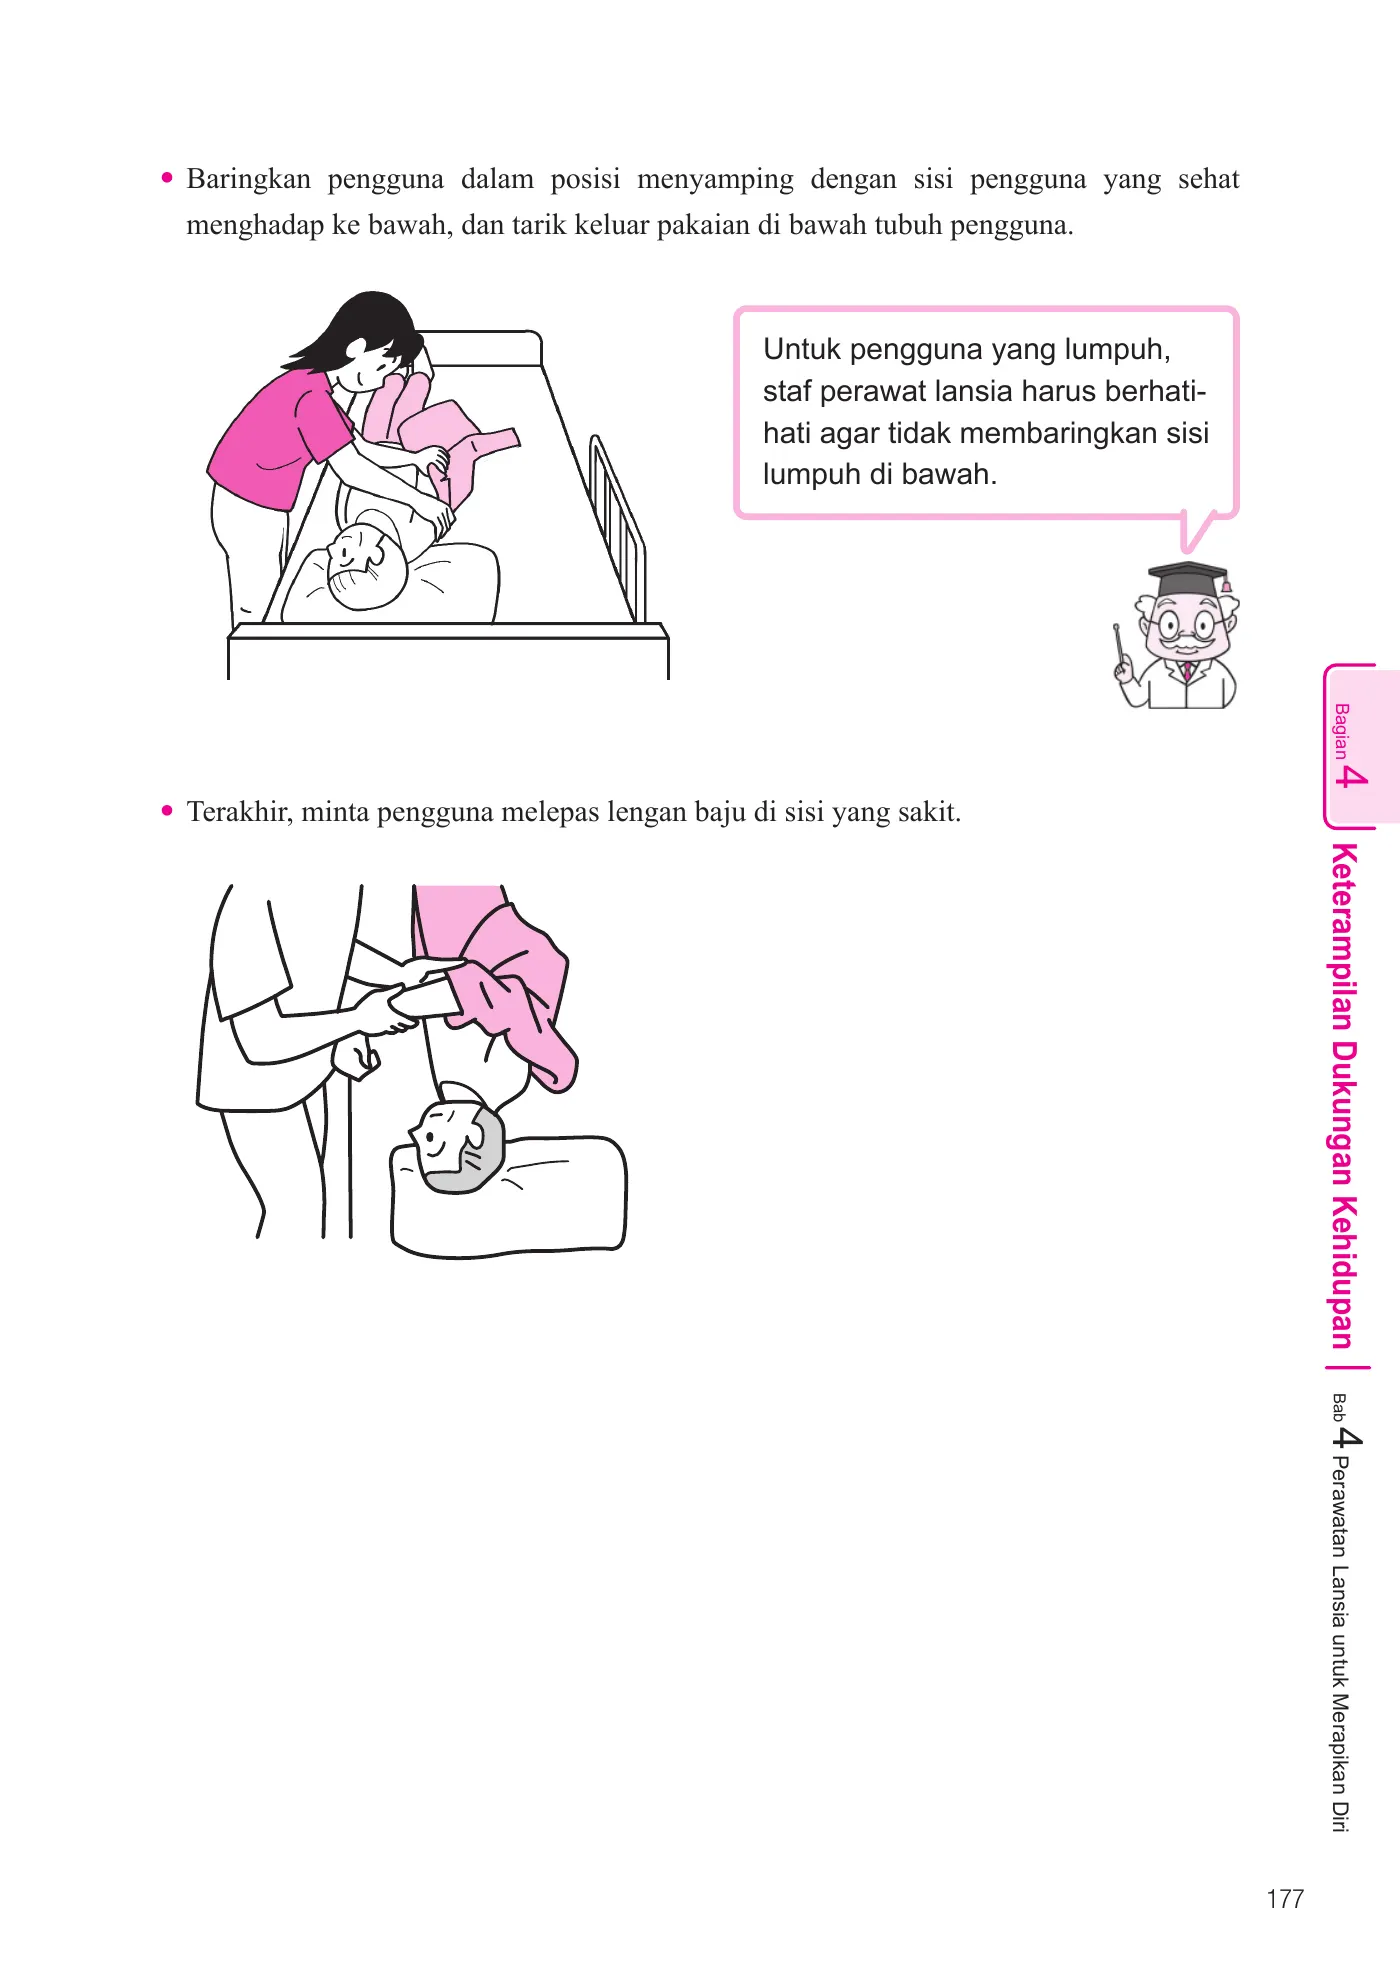 • Baringkan pengguna dalam posisi menyamping dengan sisi pengguna yang sehat
menghadap ke bawah, dan tarik keluar pakaian di bawah tubuh pengguna.
Untuk pengguna yang lumpuh,
staf perawat lansia harus berhati-
hati agar tidak membaringkan sisi
lumpuh di bawah.
• Terakhir, minta pengguna melepas lengan baju di sisi yang sakit.
Bagian 4
Keterampilan Dukungan Kehidupan
Bab 4 Perawatan Lansia untuk Merapikan Diri
177